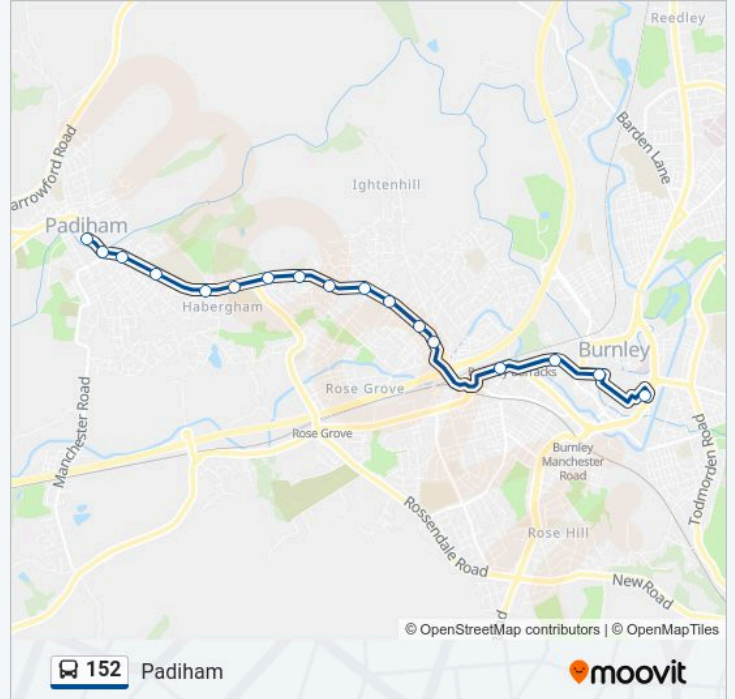 Reedley
Barden Lane
arrowford Road
Ightenhill
Padiham
Habergham
Burnley
Barracks
Rose Grove
Manchester Road
Rose Grove
Burnley
Manchester
Road
Todmorden Road
Rossendale Road
Rose Hill
New Road
© OpenStreetMap contributors | © OpenMapTiles
152 Padiham
moovit